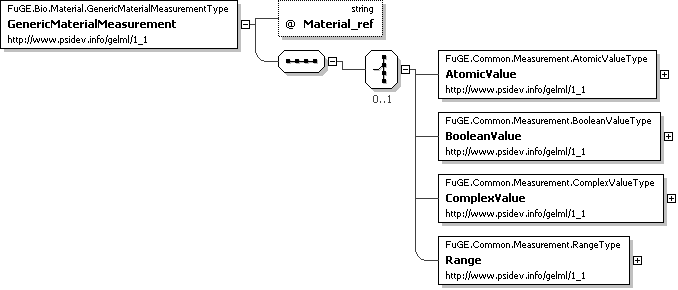 FuGE.Bio.Material.GenericMaterialMeasurementType
GenericMaterialMeasurement
http://www.psidev.info/gelml/1_1
string
@ Material_ref
0..1
FuGE.Common.Measurement.AtomicValueType
AtomicValue
http://www.psidev.info/gelml/1_1
FuGE.Common.Measurement.BooleanValueType
BooleanValue
http://www.psidev.info/gelml/1_1
FuGE.Common.Measurement.ComplexValueType
ComplexValue
http://www.psidev.info/gelml/1_1
FuGE.Common.Measurement.RangeType
Range
http://www.psidev.info/gelml/1_1